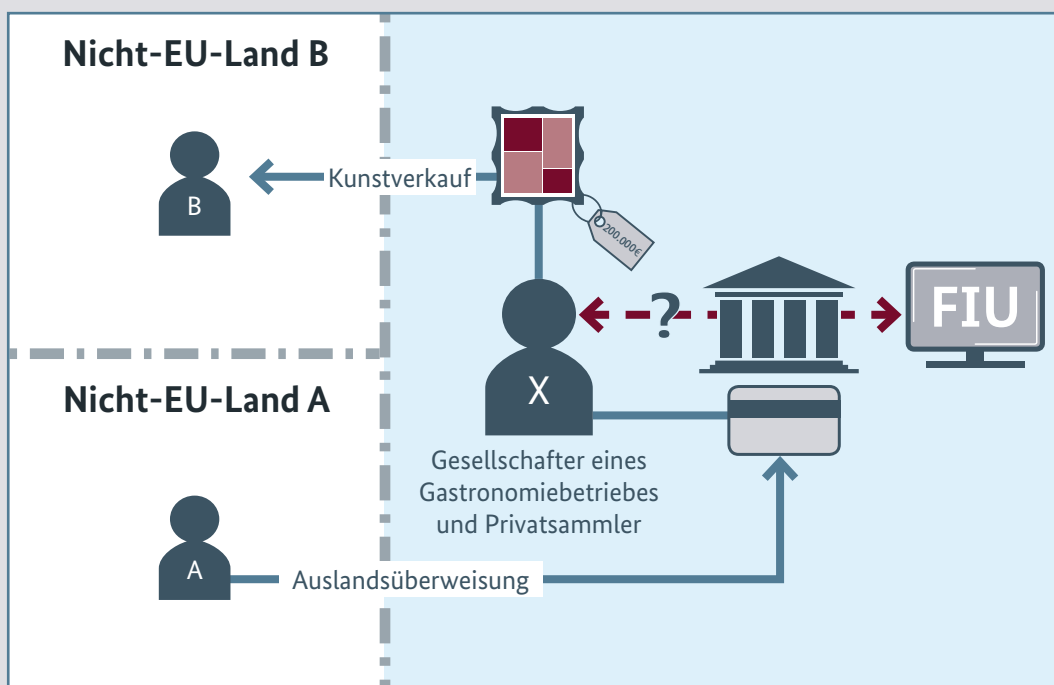 Nicht-EU-Land B
B
Kunstverkauf
200.000€
?
FIU
X
Nicht-EU-Land A
Gesellschafter eines
Gastronomiebetriebes
und Privatsammler
A
Auslandsüberweisung